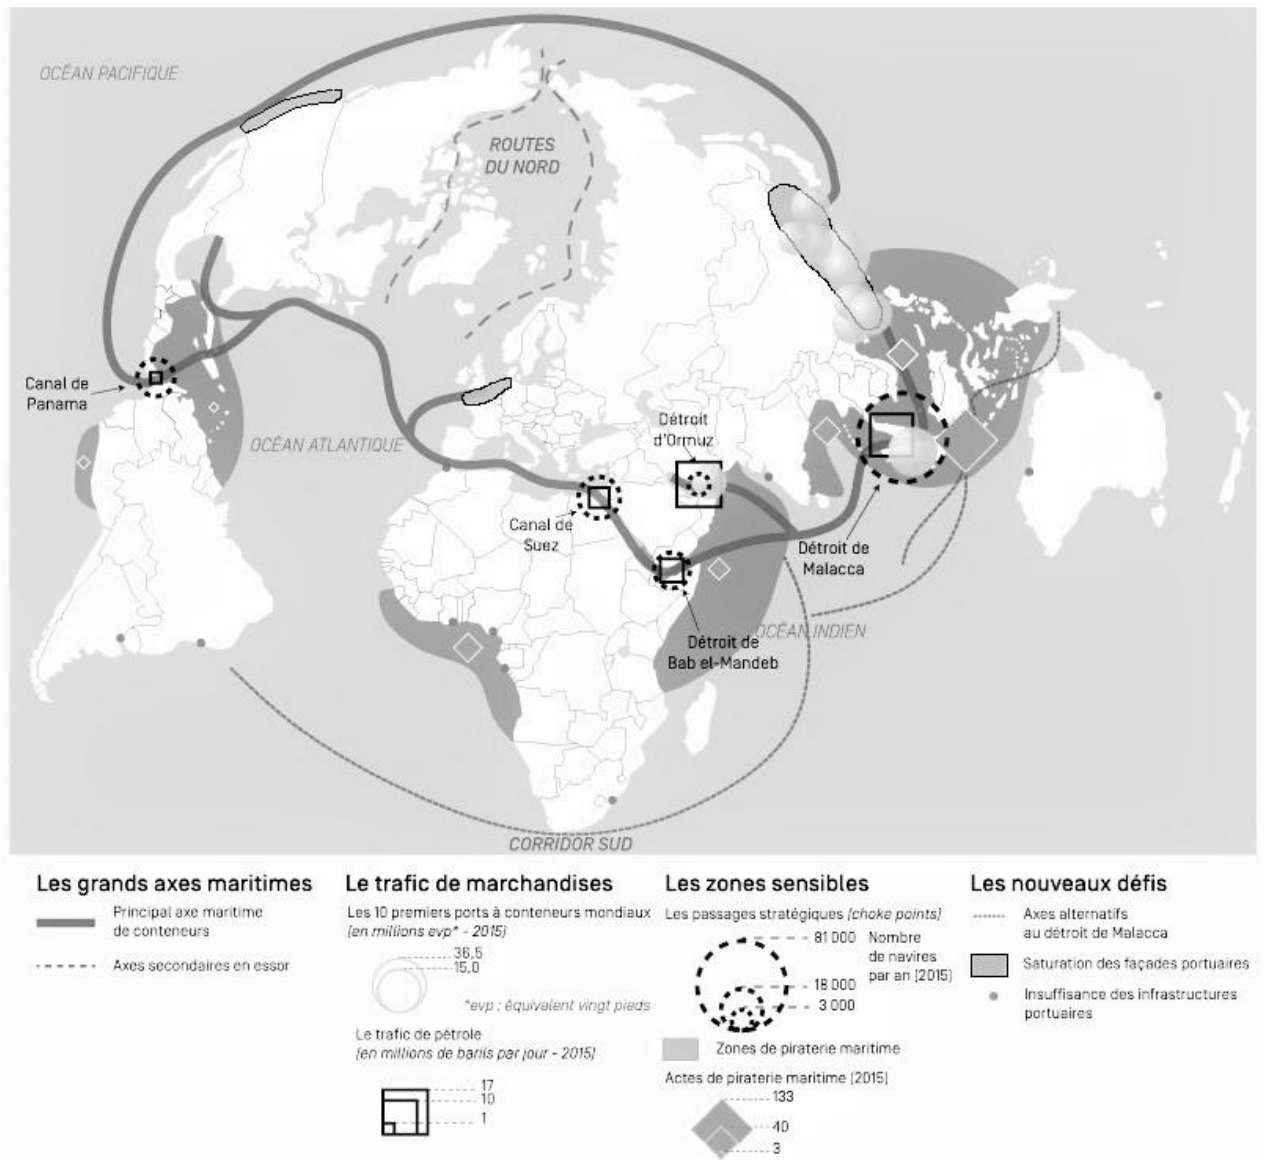 OCÉAN PACIFIQUE
ROUTES
DU NORD
Canal de
Panama
OCÉAN ATLANTIQUE
Détroit
d'Ormuz
Canal de
Suez
Détroit de
Malacca
OCÉAN INDIEN
Détroit de
Bab el-Mandeb
CORRIDOR SUD
Les grands axes maritimes
Principal axe maritime
de conteneurs
Axes secondaires en essor
Le trafic de marchandises
Les 10 premiers ports à conteneurs mondiaux
(en millions evp* - 2015)
36,5
15,0
*evp : équivalent vingt pieds
Le trafic de pétrole
(en millions de barils par jour - 2015)
17
10
1
Les zones sensibles
Les passages stratégiques (choke points)
81 000
18 000
3 000
Nombre
de navires
par an (2015)
Zones de piraterie maritime
Actes de piraterie maritime (2015)
133
40
3
Les nouveaux défis
Axes alternatifs
au détroit de Malacca
Saturation des façades portuaires
Insuffisance des infrastructures
portuaires